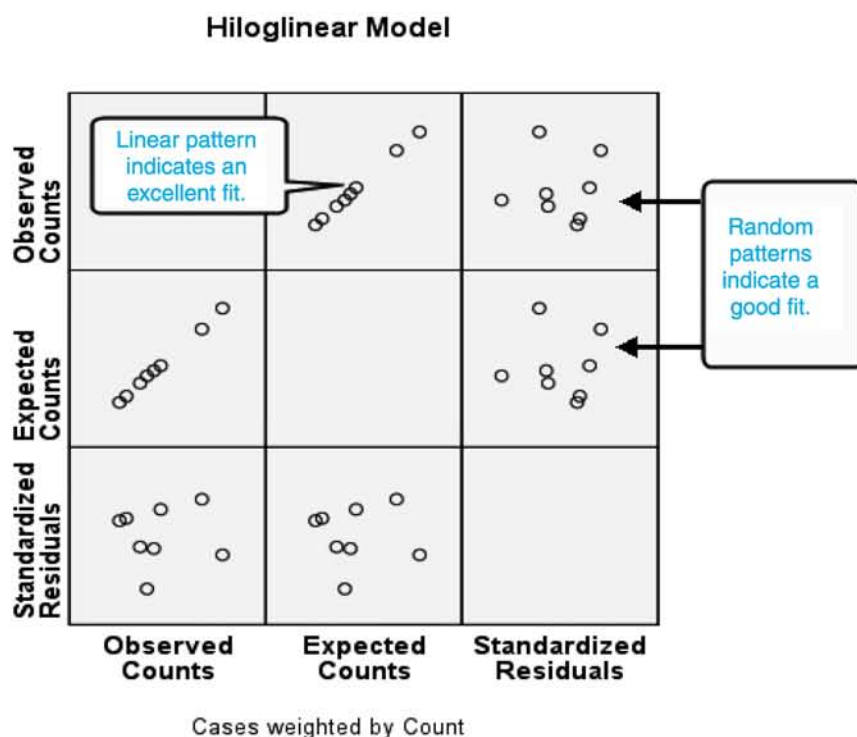 Hiloglinear Model
Linear pattern
indicates an
excellent fit.
Observed
Counts
Random
patterns
indicate a
good fit.
Expected
Counts
Standardized
Residuals
Observed
Counts
Expected
Counts
Standardized
Residuals
Cases weighted by Count